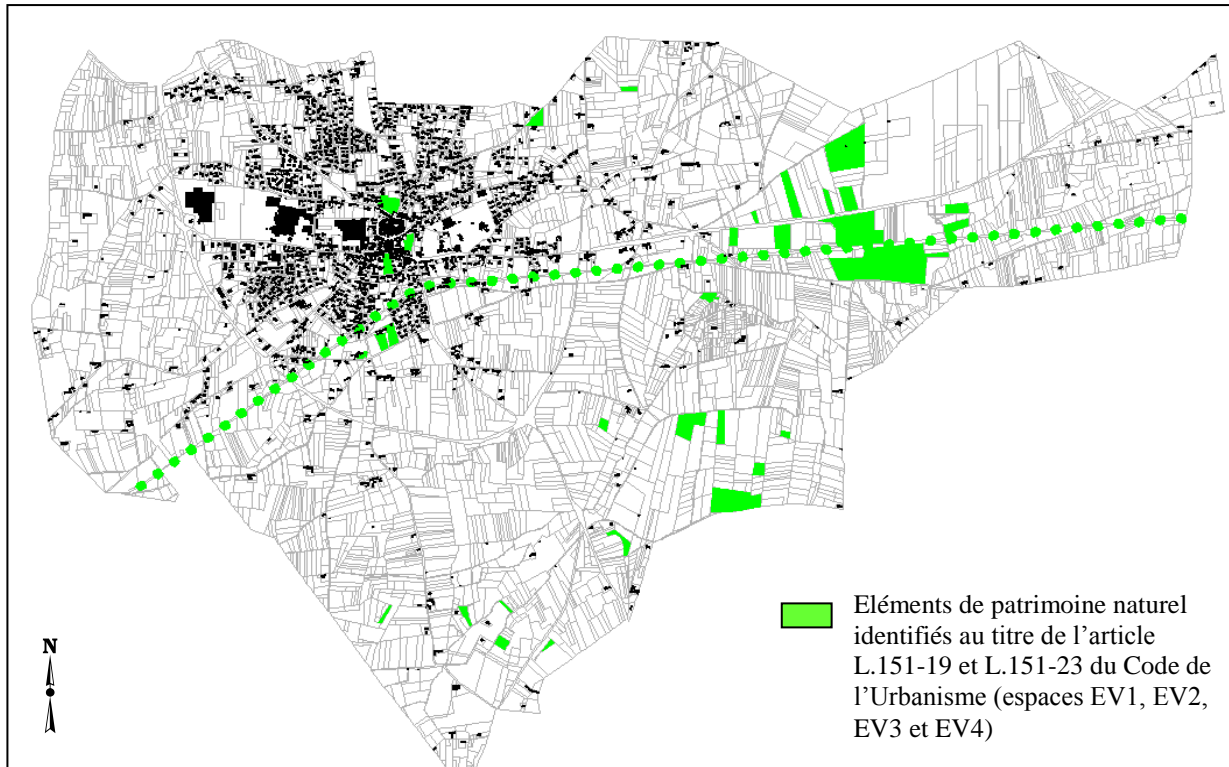 N
Eléments de patrimoine naturel
identifiés au titre de l'article
L.151-19 et L.151-23 du Code de
l'Urbanisme (espaces EV1, EV2,
EV3 et EV4)